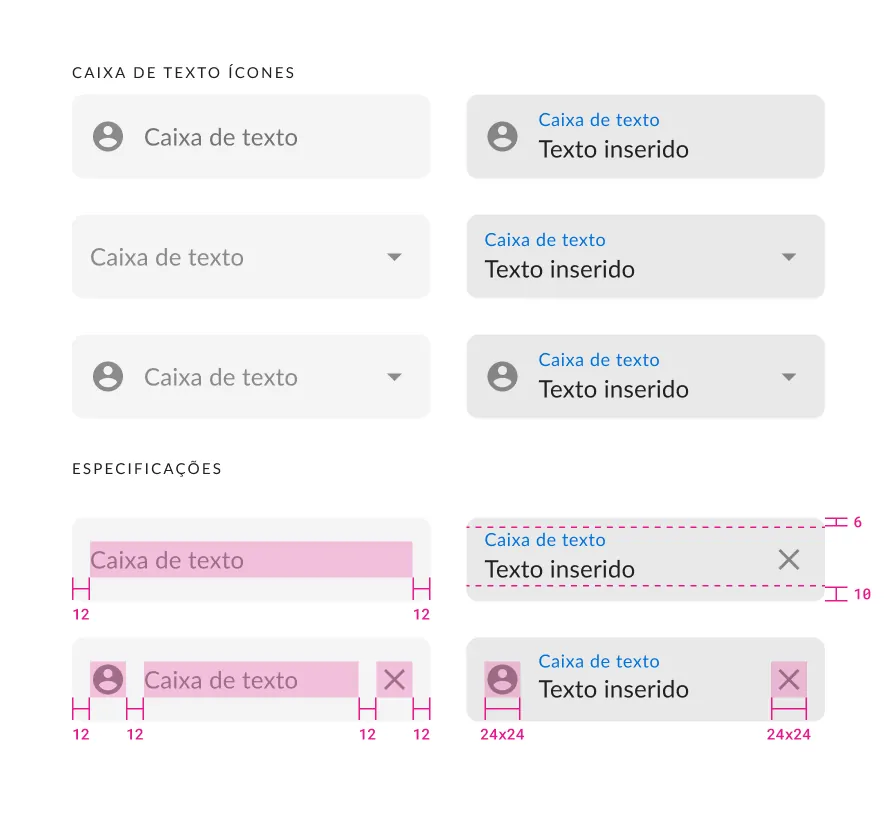 CAIXA DE TEXTO ÍCONES
Caixa de texto
Caixa de texto
Texto inserido
Caixa de texto
Caixa de texto
Texto inserido
Caixa de texto
Caixa de texto
Texto inserido
ESPECIFICAÇÕES
Caixa de texto
12 12
Caixa de texto
Texto inserido
6
10
Caixa de texto
12 12 12 12
Caixa de texto
Texto inserido
24x24 24x24